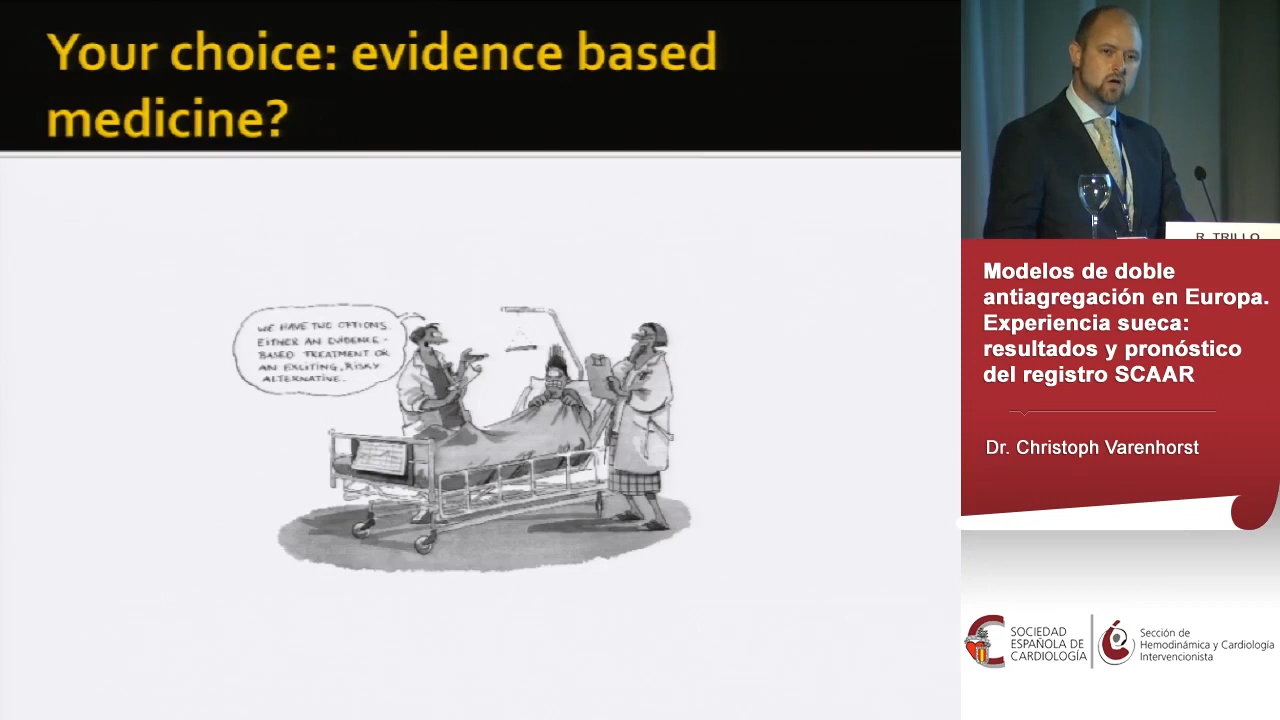 Your choice: evidence based
medicine?
WE HAVE TWO OPTIONS.
EITHER AN EVIDENCE-
BASED TREATMENT OR
AN EXCITING, RISKY
ALTERNATIVE.
R. TRILLO
Modelos de doble
antiagregación en Europa.
Experiencia sueca:
resultados y pronóstico
del registro SCAAR
Dr. Christoph Varenhorst
SOCIEDAD
ESPAÑOLA DE
CARDIOLOGÍA
Sección de
Hemodinámica y Cardiología
Intervencionista